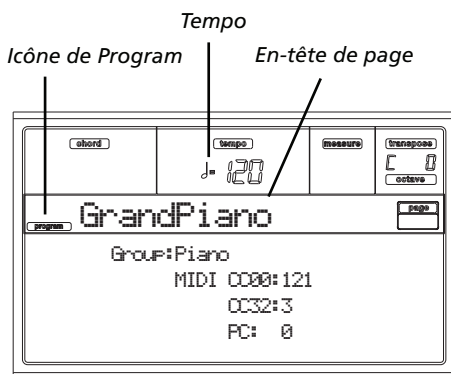 Tempo
Icône de Program
En-tête de page
chord
tempo
measure
transpose
♩= 120
C 0
octave
GrandPiano
page
program
Group:Piano
MIDI CC00:121
CC32:3
PC: 0